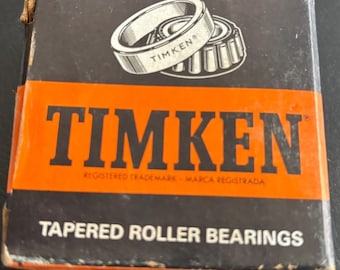 TIMKEN®
TIMKEN
REGISTERED TRADEMARK - MARCA REGISTRADA
TAPERED ROLLER BEARINGS